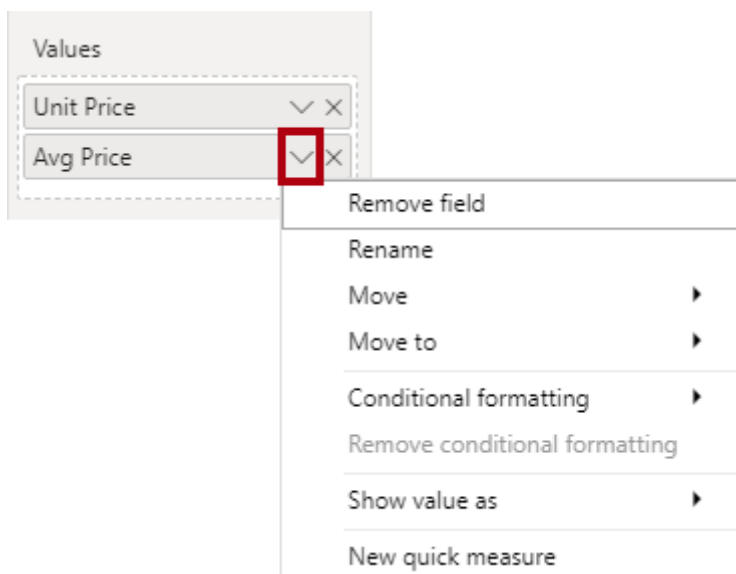 Values
Unit Price
Avg Price
Remove field
Rename
Move
Move to
Conditional formatting
Remove conditional formatting
Show value as
New quick measure